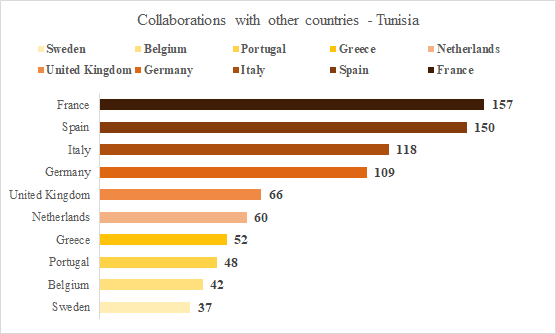 Collaborations with other countries - Tunisia
Sweden Belgium Portugal Greece Netherlands
United Kingdom Germany Italy Spain France
France 157
Spain 150
Italy 118
Germany 109
United Kingdom 66
Netherlands 60
Greece 52
Portugal 48
Belgium 42
Sweden 37